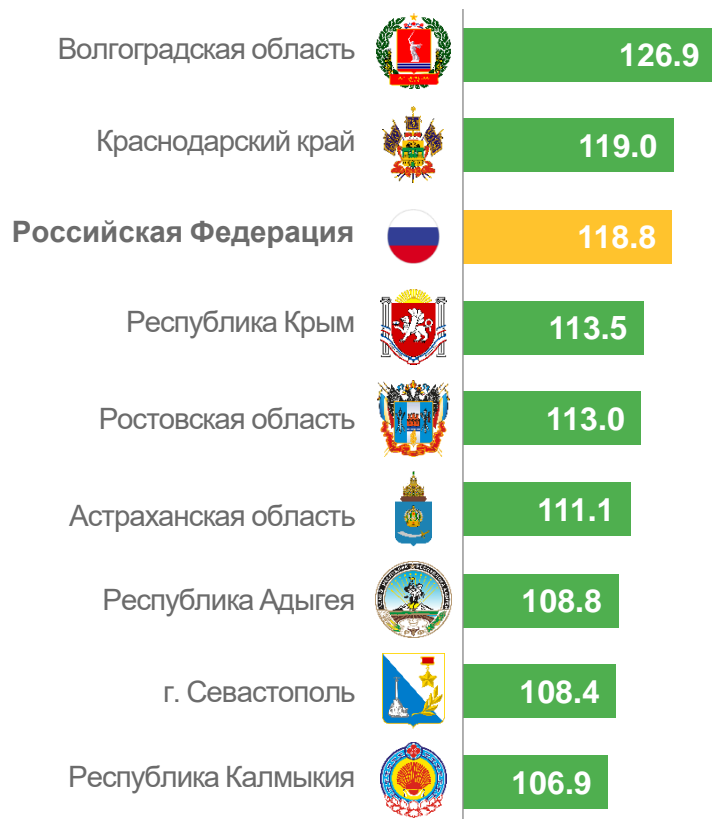 Волгоградская область 126.9
Краснодарский край 119.0
Российская Федерация 118.8
Республика Крым 113.5
Ростовская область 113.0
Астраханская область 111.1
Республика Адыгея 108.8
г. Севастополь 108.4
Республика Калмыкия 106.9